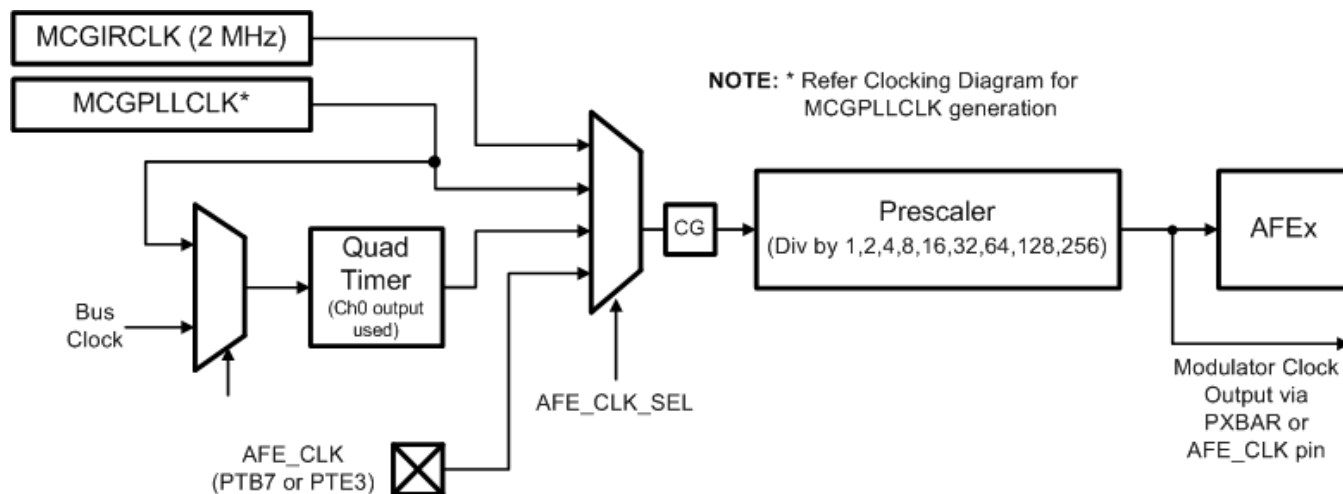 MCGIRCLK (2 MHz)
MCGPLLCLK*
NOTE: * Refer Clocking Diagram for
MCGPLLCLK generation
Prescaler
(Div by 1,2,4,8,16,32,64,128,256)
AFEx
CG
Quad
Timer
(Ch0 output
used)
Bus
Clock
AFE_CLK_SEL
Modulator Clock
Output via
PXBAR or
AFE_CLK pin
AFE_CLK
(PTB7 or PTE3)